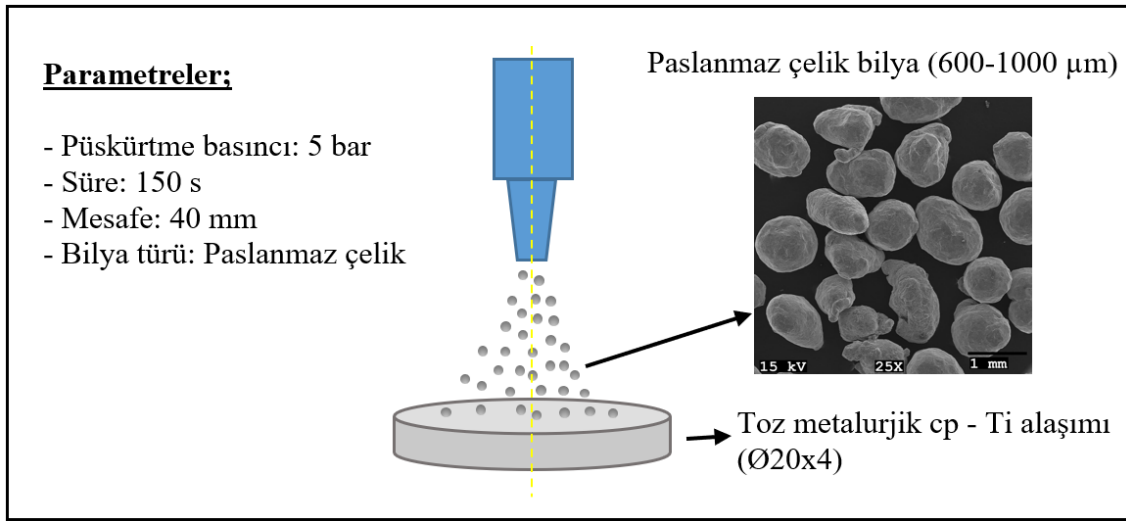 Parametreler;
- Püskürtme basıncı: 5 bar
- Süre: 150 s
- Mesafe: 40 mm
- Bilya türü: Paslanmaz çelik
Paslanmaz çelik bilya (600-1000 µm)
15 kV 25X 1 mm
Toz metalurjik cp - Ti alaşımı
(Ø20x4)